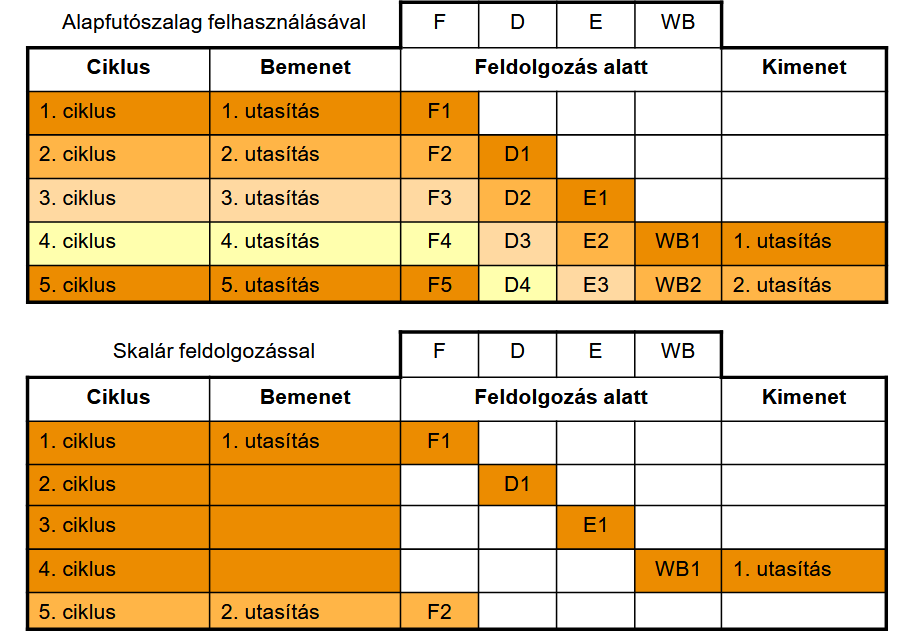 Alapfutószalag felhasználásával F D E WB
Ciklus Bemenet Feldolgozás alatt Kimenet
1. ciklus 1. utasítás F1
2. ciklus 2. utasítás F2 D1
3. ciklus 3. utasítás F3 D2 E1
4. ciklus 4. utasítás F4 D3 E2 WB1 1. utasítás
5. ciklus 5. utasítás F5 D4 E3 WB2 2. utasítás
Skalár feldolgozással F D E WB
Ciklus Bemenet Feldolgozás alatt Kimenet
1. ciklus 1. utasítás F1
2. ciklus D1
3. ciklus E1
4. ciklus WB1 1. utasítás
5. ciklus 2. utasítás F2